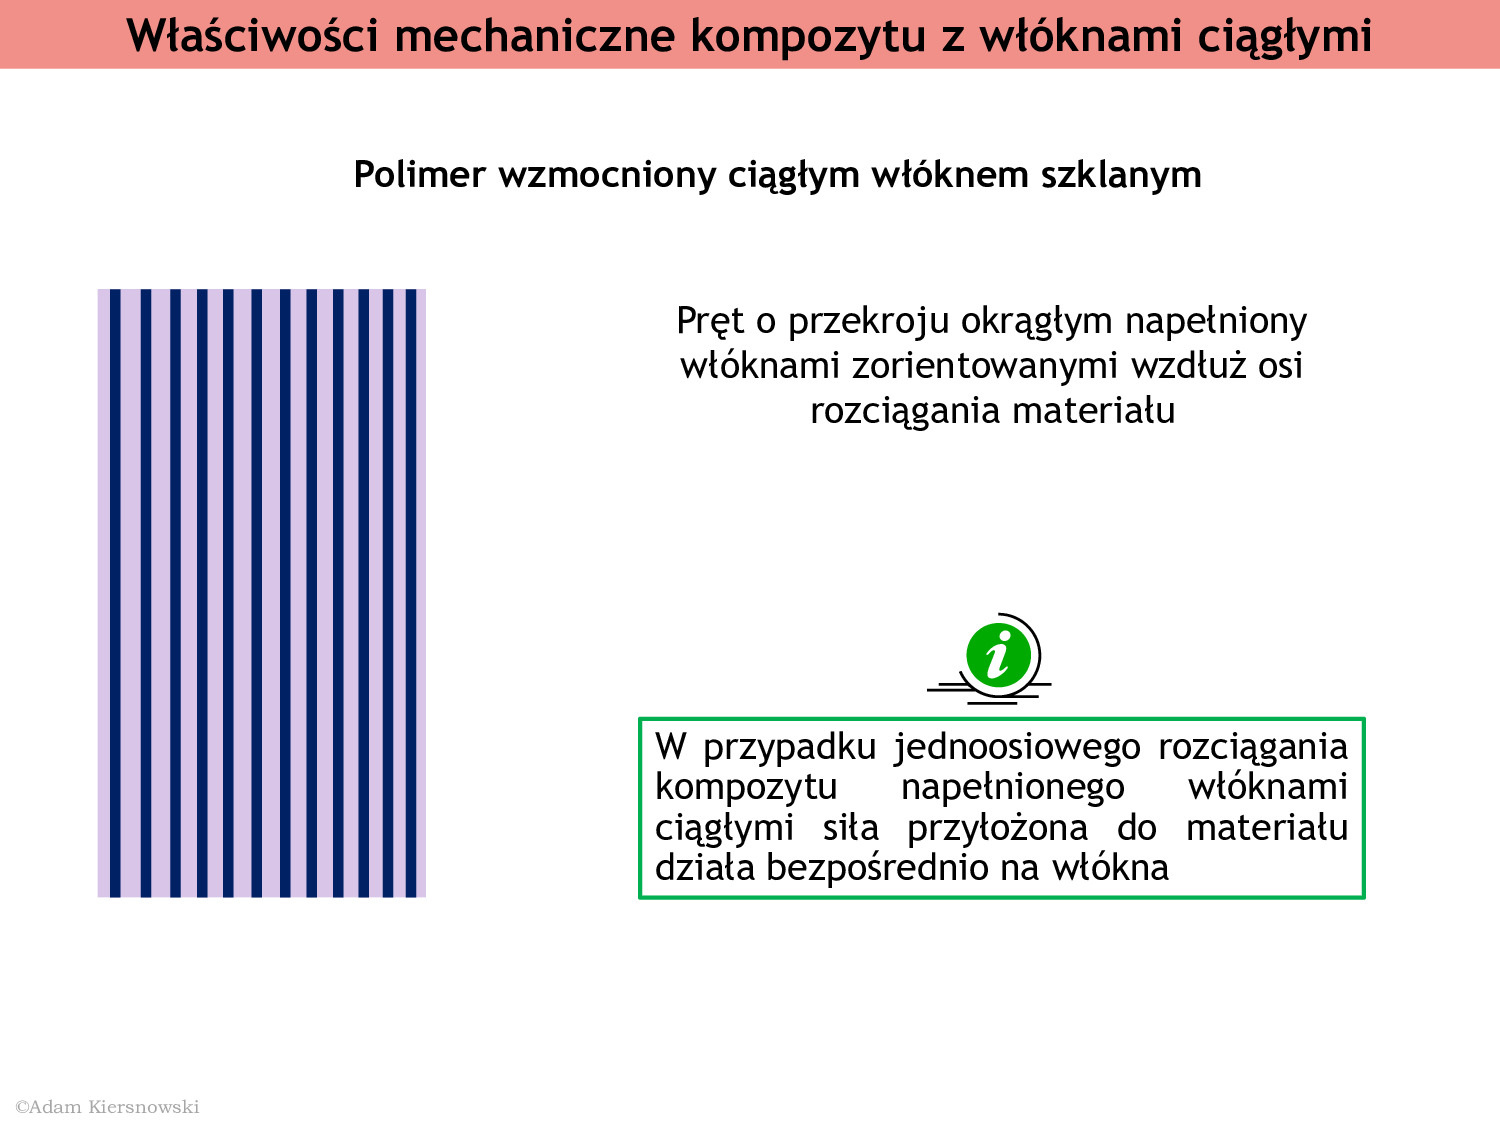 Właściwości mechaniczne kompozytu z włóknami ciągłymi
Polimer wzmocniony ciągłym włóknem szklanym
Pręt o przekroju okrągłym napełniony
włóknami zorientowanymi wzdłuż osi
rozciągania materiału
i
W przypadku jednoosiowego rozciągania
kompozytu napełnionego włóknami
ciągłymi siła przyłożona do materiału
działa bezpośrednio na włókna
©Adam Kiersnowski